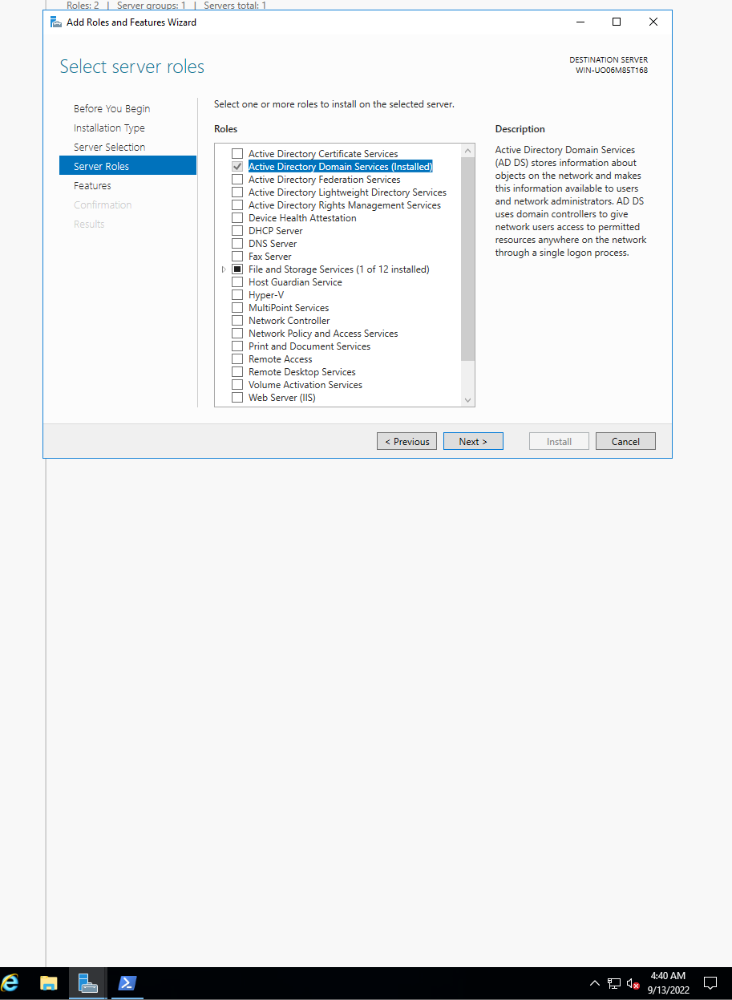 Roles: 2 | Server groups: 1 | Servers total: 1
Add Roles and Features Wizard
Select server roles
DESTINATION SERVER
WIN-UO06M85T168
Before You Begin
Installation Type
Server Selection
Server Roles
Features
Confirmation
Results
Select one or more roles to install on the selected server.
Roles
Active Directory Certificate Services
Active Directory Domain Services (Installed)
Active Directory Federation Services
Active Directory Lightweight Directory Services
Active Directory Rights Management Services
Device Health Attestation
DHCP Server
DNS Server
Fax Server
File and Storage Services (1 of 12 installed)
Host Guardian Service
Hyper-V
MultiPoint Services
Network Controller
Network Policy and Access Services
Print and Document Services
Remote Access
Remote Desktop Services
Volume Activation Services
Web Server (IIS)
Description
Active Directory Domain Services
(AD DS) stores information about
objects on the network and makes
this information available to users
and network administrators. AD DS
uses domain controllers to give
network users access to permitted
resources anywhere on the network
through a single logon process.
< Previous
Next >
Install
Cancel
4:40 AM
9/13/2022